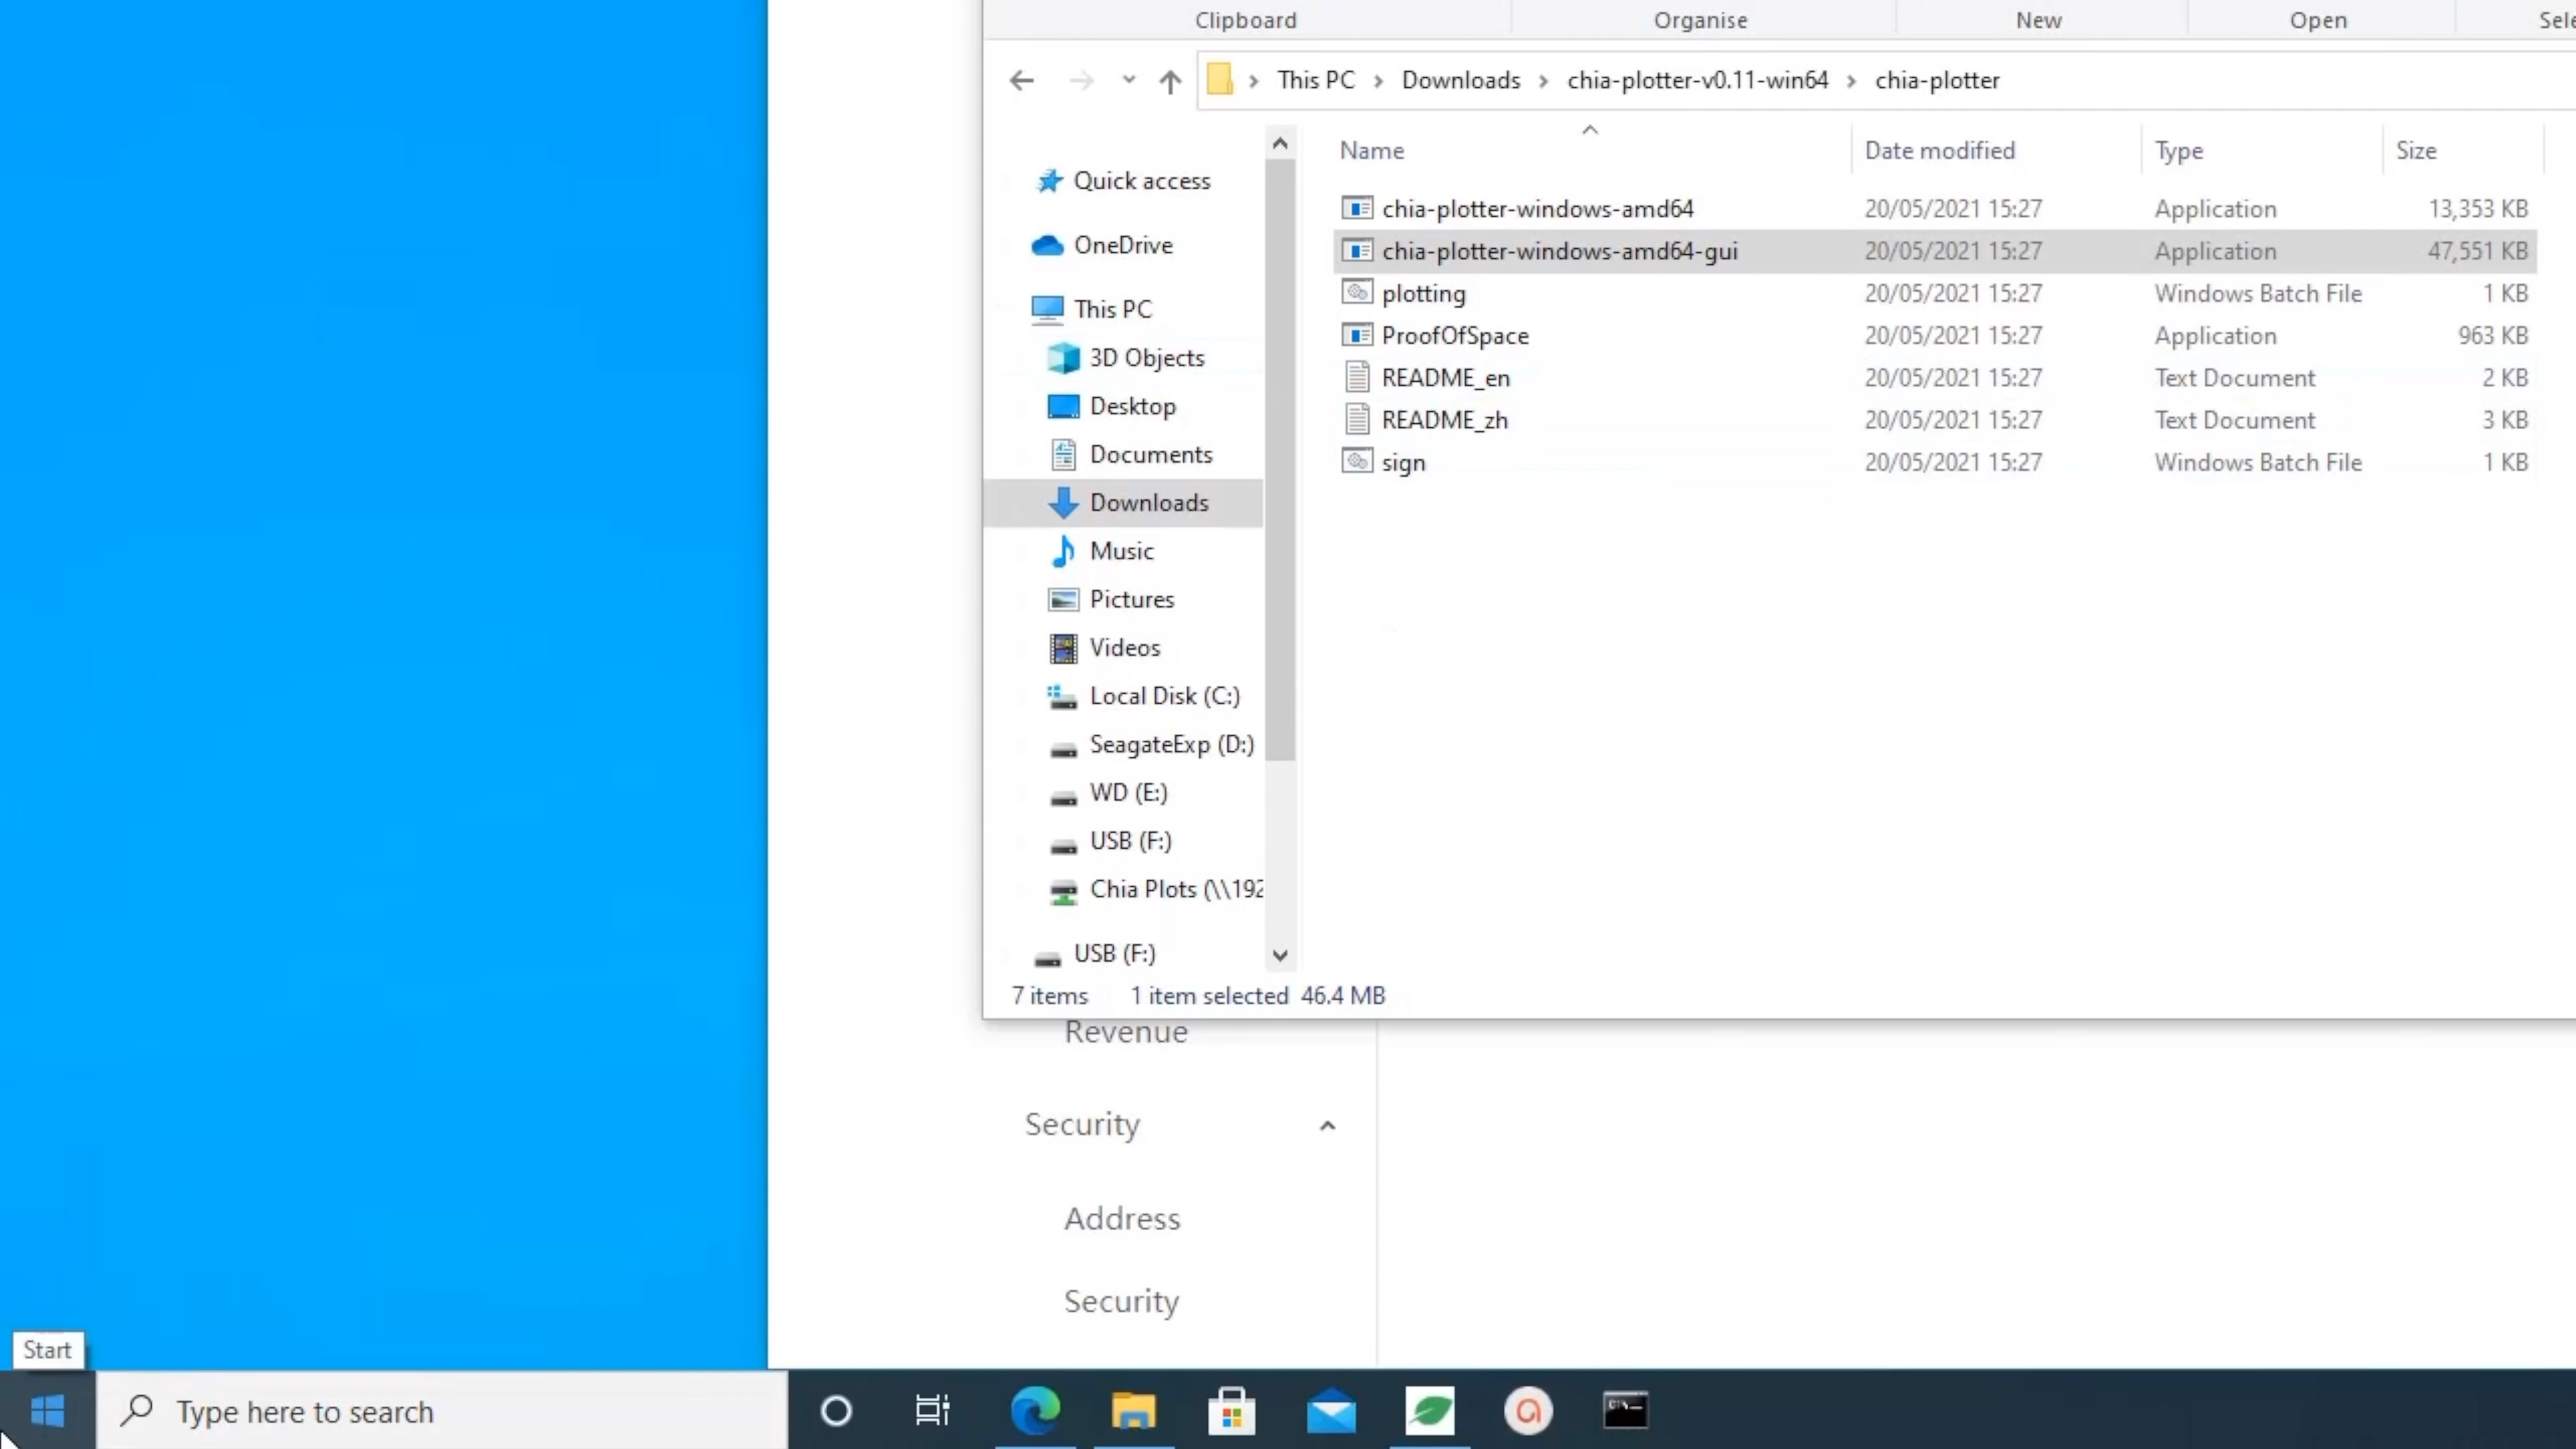 Clipboard
Organise
New
Open
This PC
Downloads
chia-plotter-v0.11-win64
chia-plotter
Name
Date modified
Type
Size
Quick access
OneDrive
This PC
3D Objects
Desktop
Documents
Downloads
Music
Pictures
Videos
Local Disk (C:)
SeagateExp (D:)
WD (E:)
USB (F:)
Chia Plots (\\192
USB (F:)
chia-plotter-windows-amd64 20/05/2021 15:27 Application 13,353 KB
chia-plotter-windows-amd64-gui 20/05/2021 15:27 Application 47,551 KB
plotting 20/05/2021 15:27 Windows Batch File 1 KB
ProofOfSpace 20/05/2021 15:27 Application 963 KB
README_en 20/05/2021 15:27 Text Document 2 KB
README_zh 20/05/2021 15:27 Text Document 3 KB
sign 20/05/2021 15:27 Windows Batch File 1 KB
7 items 1 item selected 46.4 MB
Revenue
Security
Address
Security
Start
Type here to search